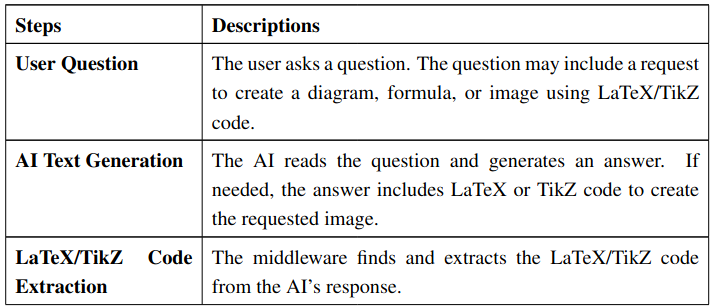 Steps Descriptions
User Question The user asks a question. The question may include a request
to create a diagram, formula, or image using LaTeX/TikZ
code.
AI Text Generation The AI reads the question and generates an answer. If
needed, the answer includes LaTeX or TikZ code to create
the requested image.
LaTeX/TikZ Code The middleware finds and extracts the LaTeX/TikZ code
Extraction from the AI's response.